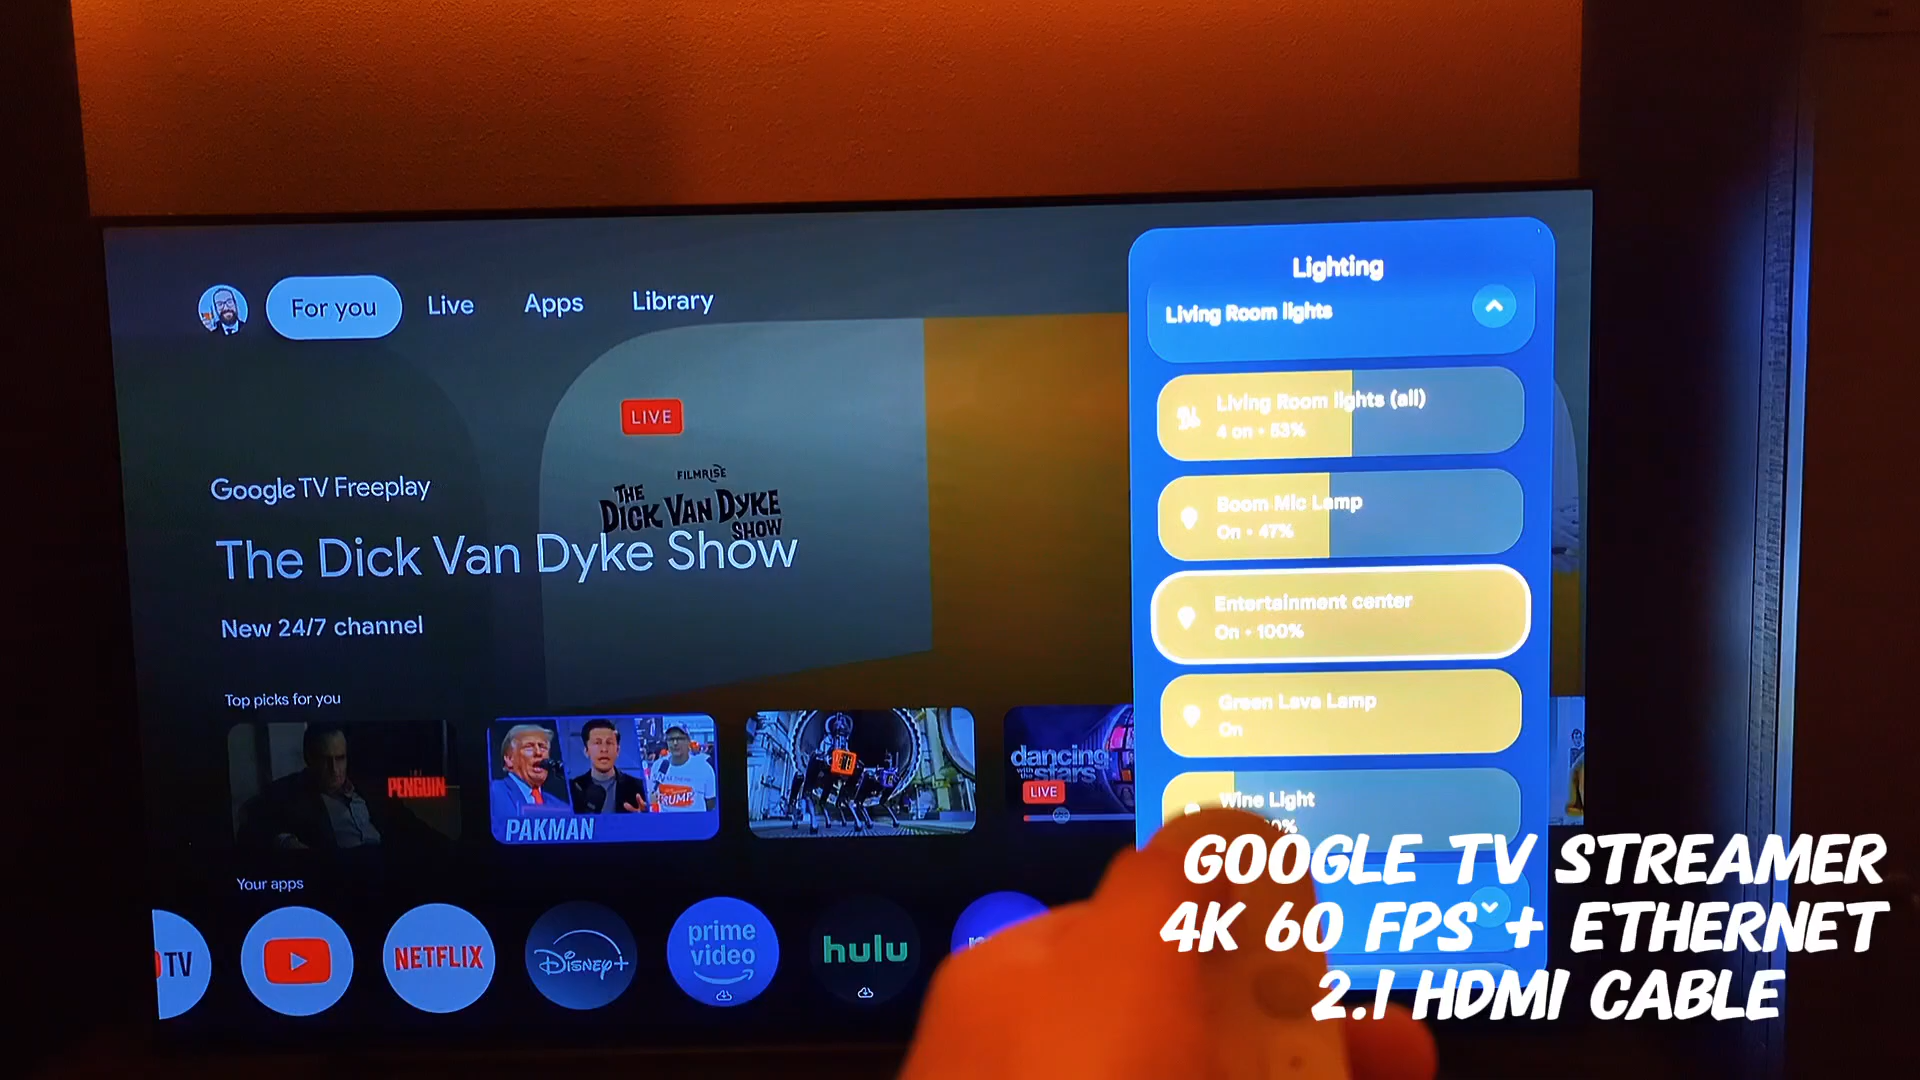 For you
Live
Apps
Library
LIVE
FILMRISE
THE
DICK VAN DYKE
SHOW
Google TV Freeplay
The Dick Van Dyke Show
New 24/7 channel
Top picks for you
PENGUIN
PAKMAN
TRUMP
dancing
with the
stars
LIVE
Your apps
TV
NETFLIX
Disney+
prime
video
hulu
Lighting
Living Room lights
Living Room lights (all)
4 on • 53%
Boom Mic Lamp
On • 47%
Entertainment center
On • 100%
Green Lava Lamp
On
Wine Light
GOOGLE TV STREAMER
4K 60 FPS + ETHERNET
2.1 HDMI CABLE